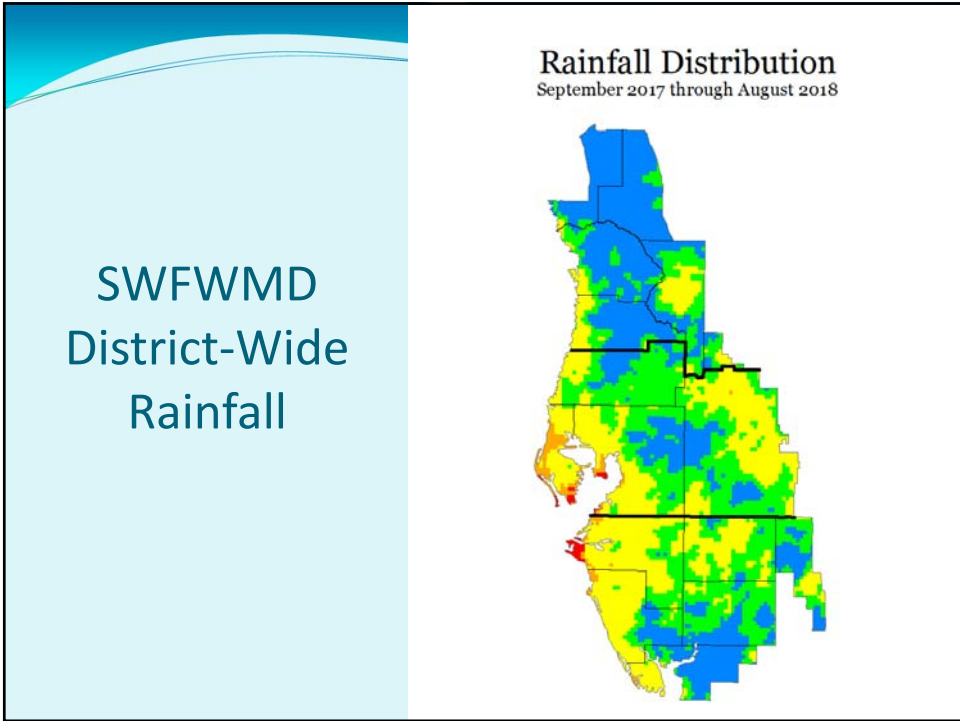 SWFWMD
District-Wide
Rainfall
Rainfall Distribution
September 2017 through August 2018